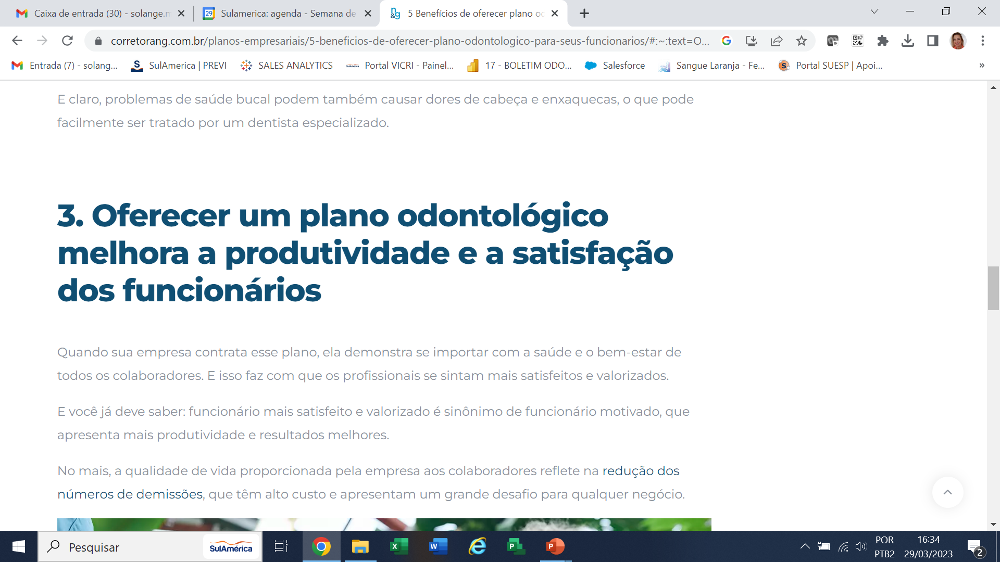 Caixa de entrada (30) - solange.m
Sulamerica: agenda - Semana de
5 Benefícios de oferecer plano oc
corretorang.com.br/planos-empresariais/5-beneficios-de-oferecer-plano-odontologico-para-seus-funcionarios/#:~:text=O...
Entrada (7) - solang...
SulAmerica | PREVI
SALES ANALYTICS
Portal VICRI - Painel...
17 - BOLETIM ODO...
Salesforce
Sangue Laranja - Fe...
Portal SUESP | Apoi...
»
E claro, problemas de saúde bucal podem também causar dores de cabeça e enxaquecas, o que pode
facilmente ser tratado por um dentista especializado.
3. Oferecer um plano odontológico
melhora a produtividade e a satisfação
dos funcionários
Quando sua empresa contrata esse plano, ela demonstra se importar com a saúde e o bem-estar de
todos os colaboradores. E isso faz com que os profissionais se sintam mais satisfeitos e valorizados.
E você já deve saber: funcionário mais satisfeito e valorizado é sinônimo de funcionário motivado, que
apresenta mais produtividade e resultados melhores.
No mais, a qualidade de vida proporcionada pela empresa aos colaboradores reflete na redução dos
números de demissões, que têm alto custo e apresentam um grande desafio para qualquer negócio.
Pesquisar
SulAmérica
POR
PTB2
16:34
29/03/2023
2